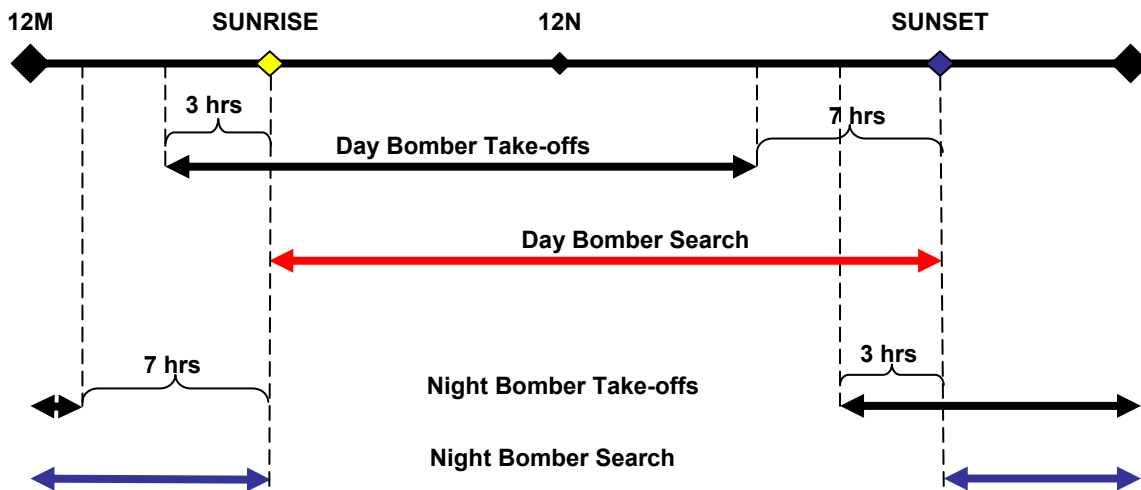 12M SUNRISE 12N SUNSET
3 hrs 7 hrs
Day Bomber Take-offs
Day Bomber Search
7 hrs 3 hrs
Night Bomber Take-offs
Night Bomber Search